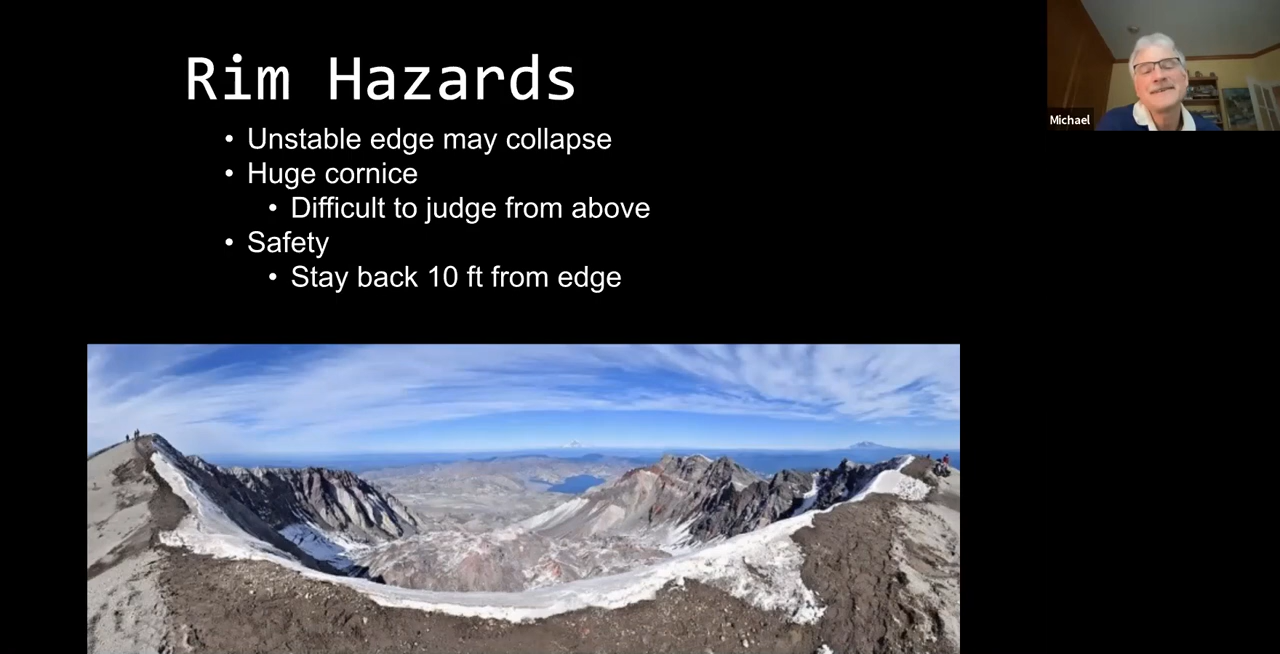 Rim Hazards
• Unstable edge may collapse
• Huge cornice
• Difficult to judge from above
• Safety
• Stay back 10 ft from edge
Michael